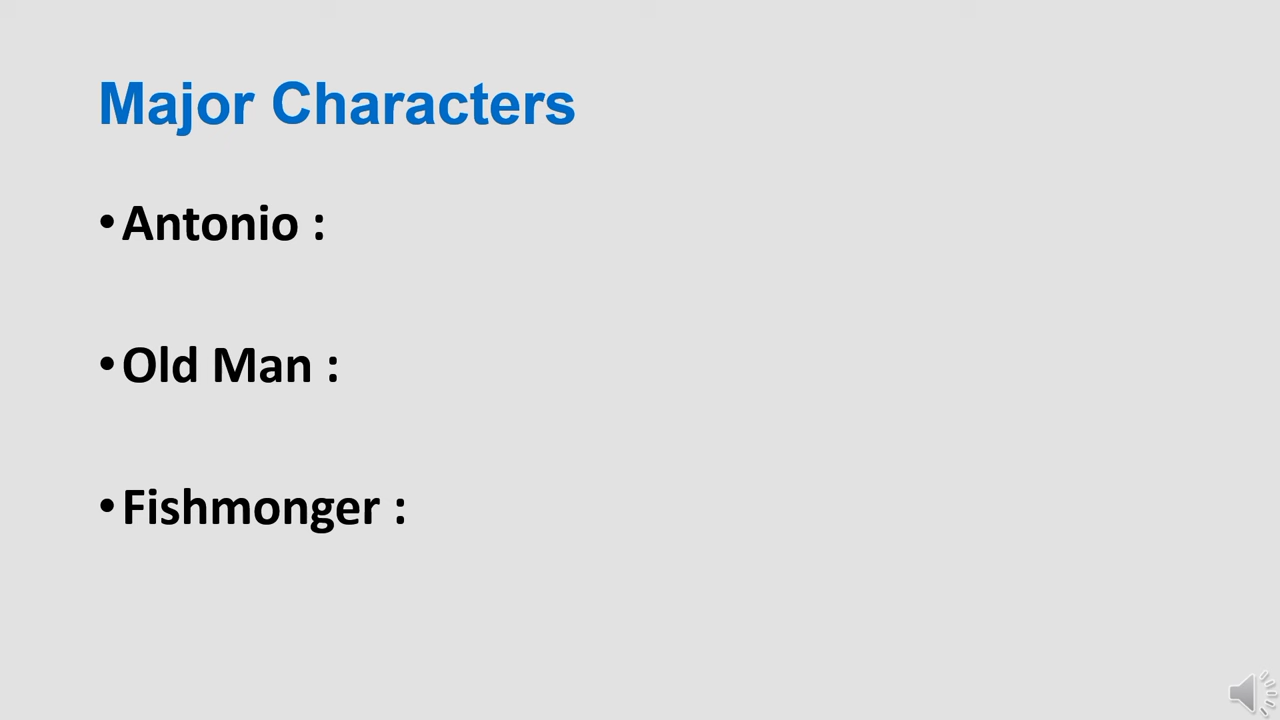 Major Characters
•Antonio :
•Old Man :
•Fishmonger :